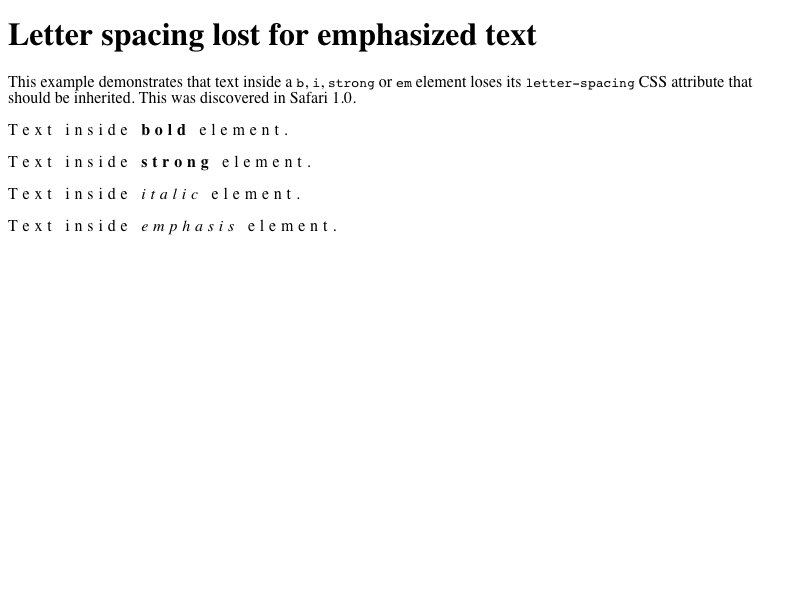 Letter spacing lost for emphasized text
This example demonstrates that text inside a b, i, strong or em element loses its letter-spacing CSS attribute that
should be inherited. This was discovered in Safari 1.0.
Text inside bold element.
Text inside strong element.
Text inside italic element.
Text inside emphasis element.